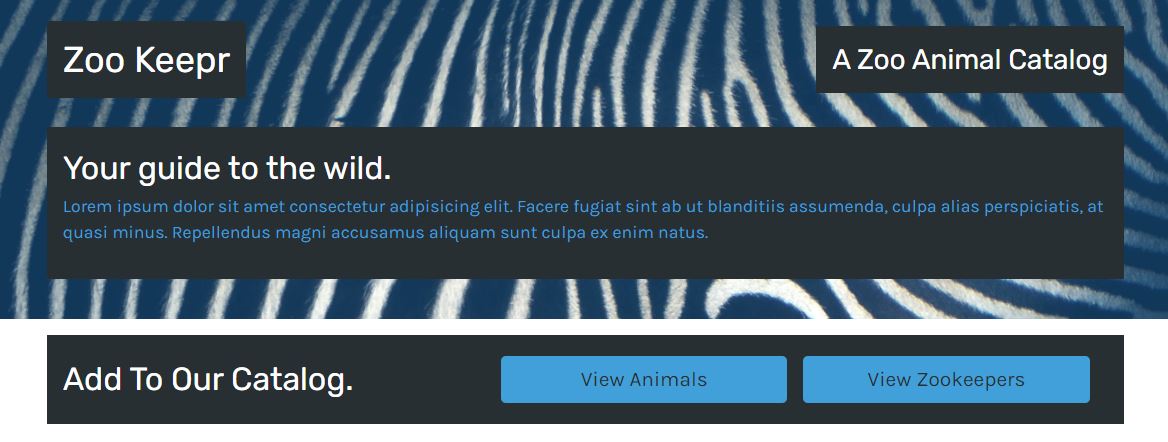 Zoo Keepr
A Zoo Animal Catalog
Your guide to the wild.
Lorem ipsum dolor sit amet consectetur adipisicing elit. Facere fugiat sint ab ut blanditiis assumenda, culpa alias perspiciatis, at
quasi minus. Repellendus magni accusamus aliquam sunt culpa ex enim natus.
Add To Our Catalog.
View Animals
View Zookeepers